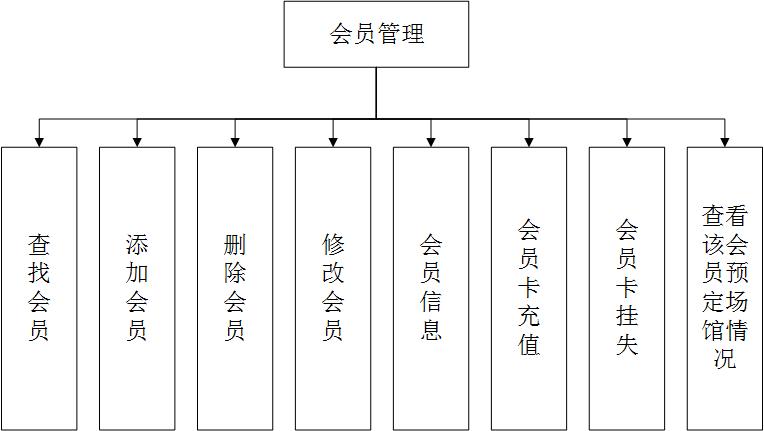 会员管理
查找会员
添加会员
删除会员
修改会员
会员信息
会员卡充值
会员卡挂失
查看
该会
员预
定场
馆情
况